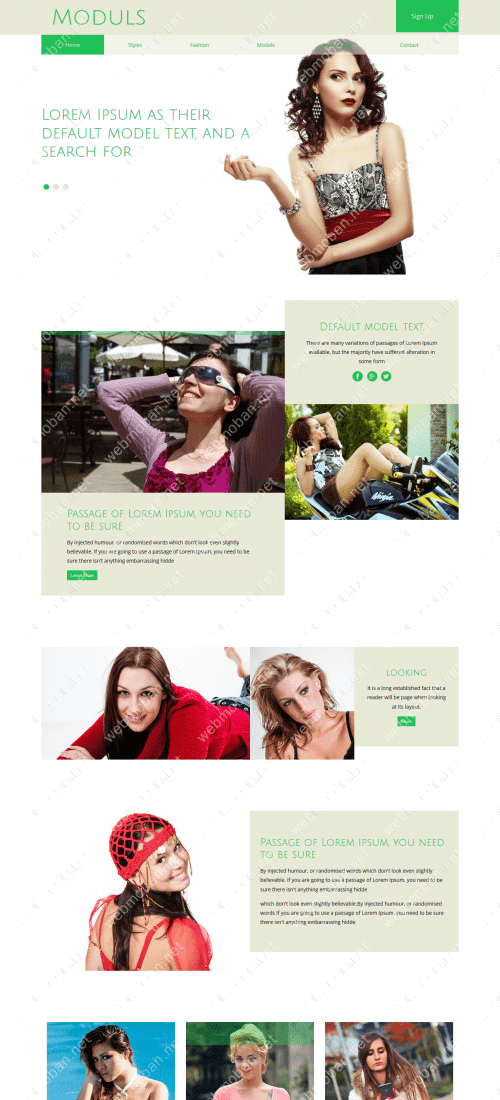 Moduls
Sign Up
Home
Styles
Fashion
Models
Contact
Lorem Ipsum as their
default model text, and a
search for
Default model text,
There are many variations of passages of Lorem Ipsum
available, but the majority have suffered alteration in
some form
Passage of Lorem Ipsum, you need
to be sure
By injected humour, or randomised words which don't look even slightly
believable. If you are going to use a passage of Lorem Ipsum, you need to be
sure there isn't anything embarrassing hidde
Ninja
looking
It is a long established fact that a
reader will be page when looking
at its layout.
Passage of Lorem Ipsum, you need
to be sure
By injected humour, or randomised words which don't look even slightly
believable. If you are going to use a passage of Lorem Ipsum, you need to be
sure there isn't anything embarrassing hidde
which don't look even slightly believable.By injected humour, or randomised
words If you are going to use a passage of Lorem Ipsum, you need to be sure
there isn't anything embarrassing hidde
webmoban.net